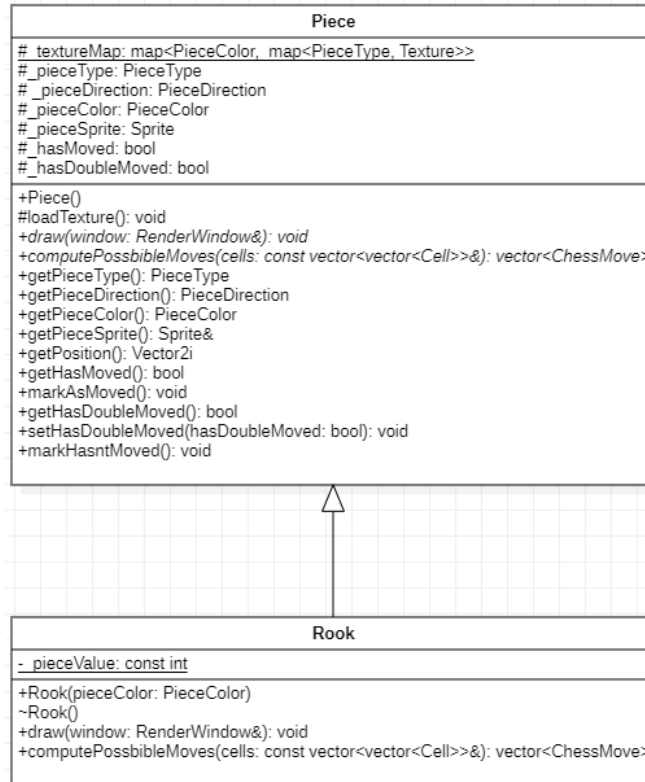 Piece
#_textureMap: map<PieceColor, map<PieceType, Texture>>
#_pieceType: PieceType
# _pieceDirection: PieceDirection
#_pieceColor: PieceColor
#_pieceSprite: Sprite
#_hasMoved: bool
#_hasDoubleMoved: bool
+Piece()
#loadTexture(): void
+draw(window: RenderWindow&): void
+computePossbibleMoves(cells: const vector<vector<Cell>>&): vector<ChessMove>
+getPieceType(): PieceType
+getPieceDirection(): PieceDirection
+getPieceColor(): PieceColor
+getPieceSprite(): Sprite&
+getPosition(): Vector2i
+getHasMoved(): bool
+markAsMoved(): void
+getHasDoubleMoved(): bool
+setHasDoubleMoved(hasDoubleMoved: bool): void
+markHasntMoved(): void
Rook
-_pieceValue: const int
+Rook(pieceColor: PieceColor)
~Rook()
+draw(window: RenderWindow&): void
+computePossbibleMoves(cells: const vector<vector<Cell>>&): vector<ChessMove>